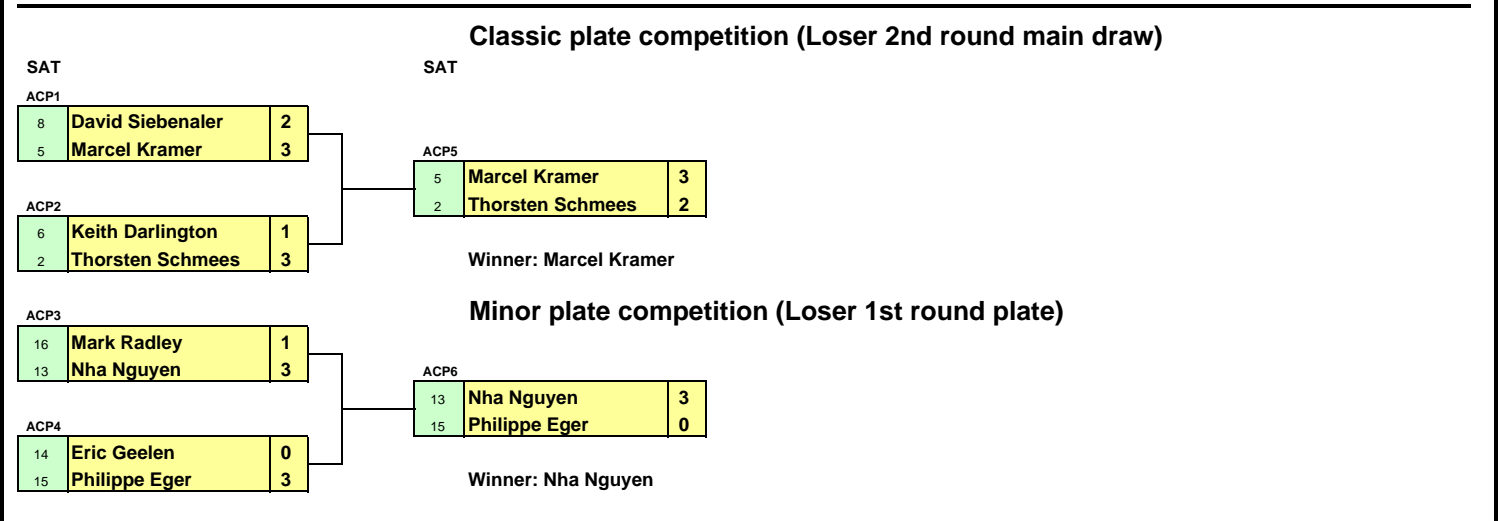 Classic plate competition (Loser 2nd round main draw)
SAT SAT
ACP1
8 David Siebenaler 2
5 Marcel Kramer 3
ACP5
5 Marcel Kramer 3
2 Thorsten Schmees 2
ACP2
6 Keith Darlington 1
2 Thorsten Schmees 3
Winner: Marcel Kramer
Minor plate competition (Loser 1st round plate)
ACP3
16 Mark Radley 1
13 Nha Nguyen 3
ACP6
13 Nha Nguyen 3
15 Philippe Eger 0
ACP4
14 Eric Geelen 0
15 Philippe Eger 3
Winner: Nha Nguyen